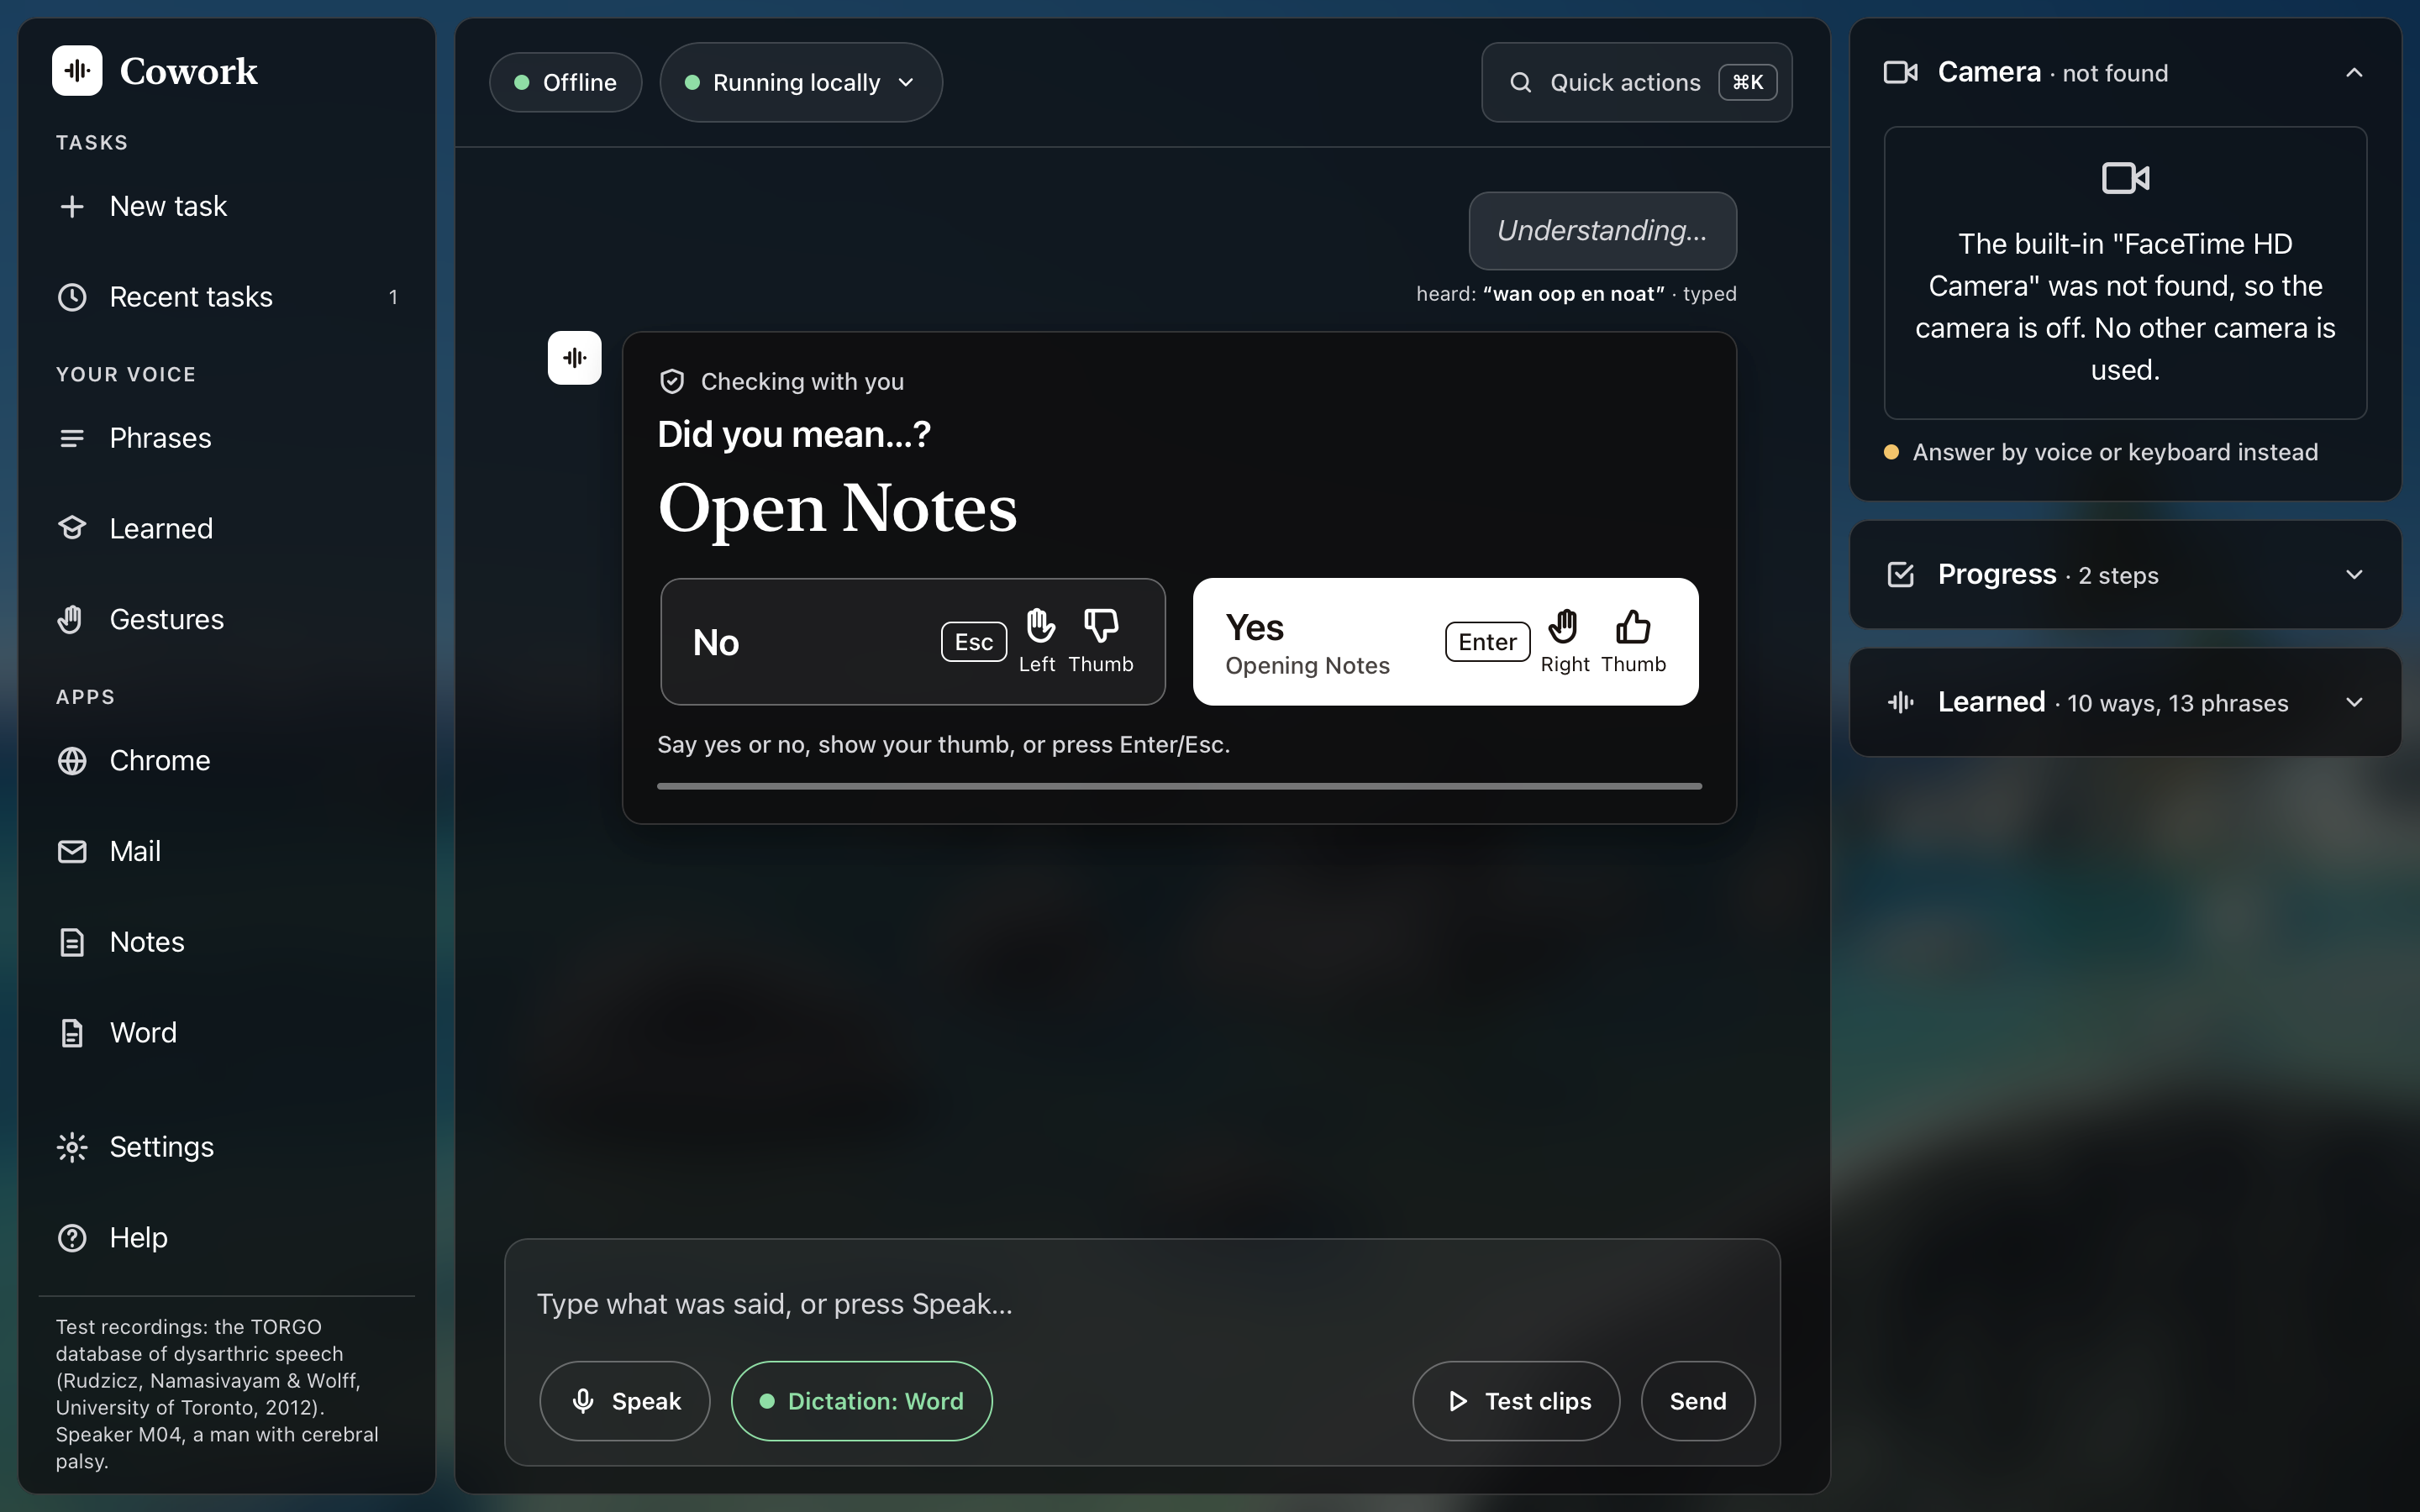 Cowork
TASKS
New task
Recent tasks 1
YOUR VOICE
Phrases
Learned
Gestures
APPS
Chrome
Mail
Notes
Word
Settings
Help
Test recordings: the TORGO
database of dysarthric speech
(Rudzicz, Namasivayam & Wolff,
University of Toronto, 2012).
Speaker M04, a man with cerebral
palsy.
Offline
Running locally
Quick actions ⌘K
Understanding...
heard: “wan oop en noat” · typed
Checking with you
Did you mean...?
Open Notes
No
Esc
Left
Thumb
Yes
Opening Notes
Enter
Right
Thumb
Say yes or no, show your thumb, or press Enter/Esc.
Type what was said, or press Speak...
Speak
Dictation: Word
Test clips
Send
Camera · not found
The built-in "FaceTime HD
Camera" was not found, so the
camera is off. No other camera is
used.
Answer by voice or keyboard instead
Progress · 2 steps
Learned · 10 ways, 13 phrases